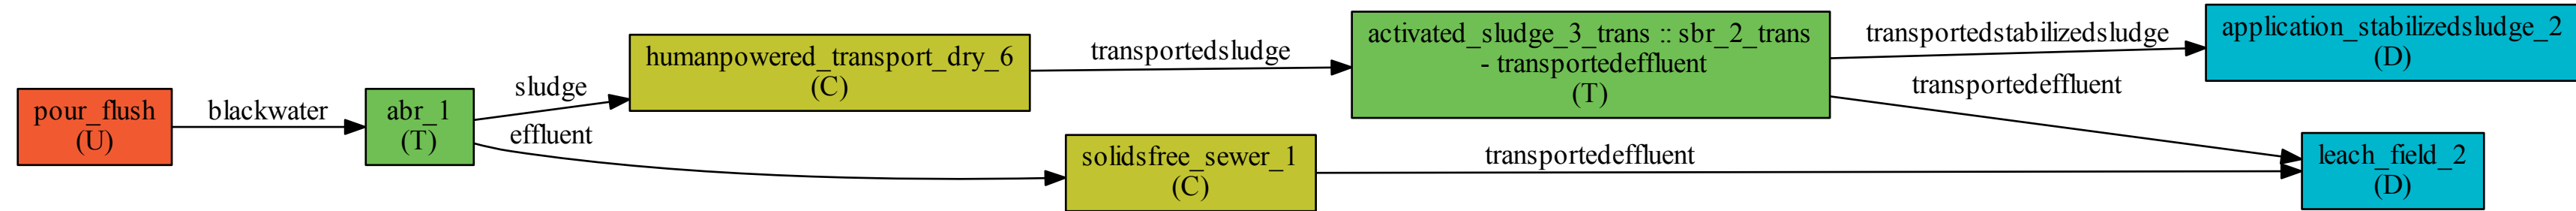 pour_flush
(U)
blackwater
abr_1
(T)
sludge
effluent
humanpowered_transport_dry_6
(C)
solidsfree_sewer_1
(C)
transportedsludge
transportedeffluent
activated_sludge_3_trans :: sbr_2_trans
- transportedeffluent
(T)
transportedstabilizedsludge
transportedeffluent
application_stabilizedsludge_2
(D)
leach_field_2
(D)